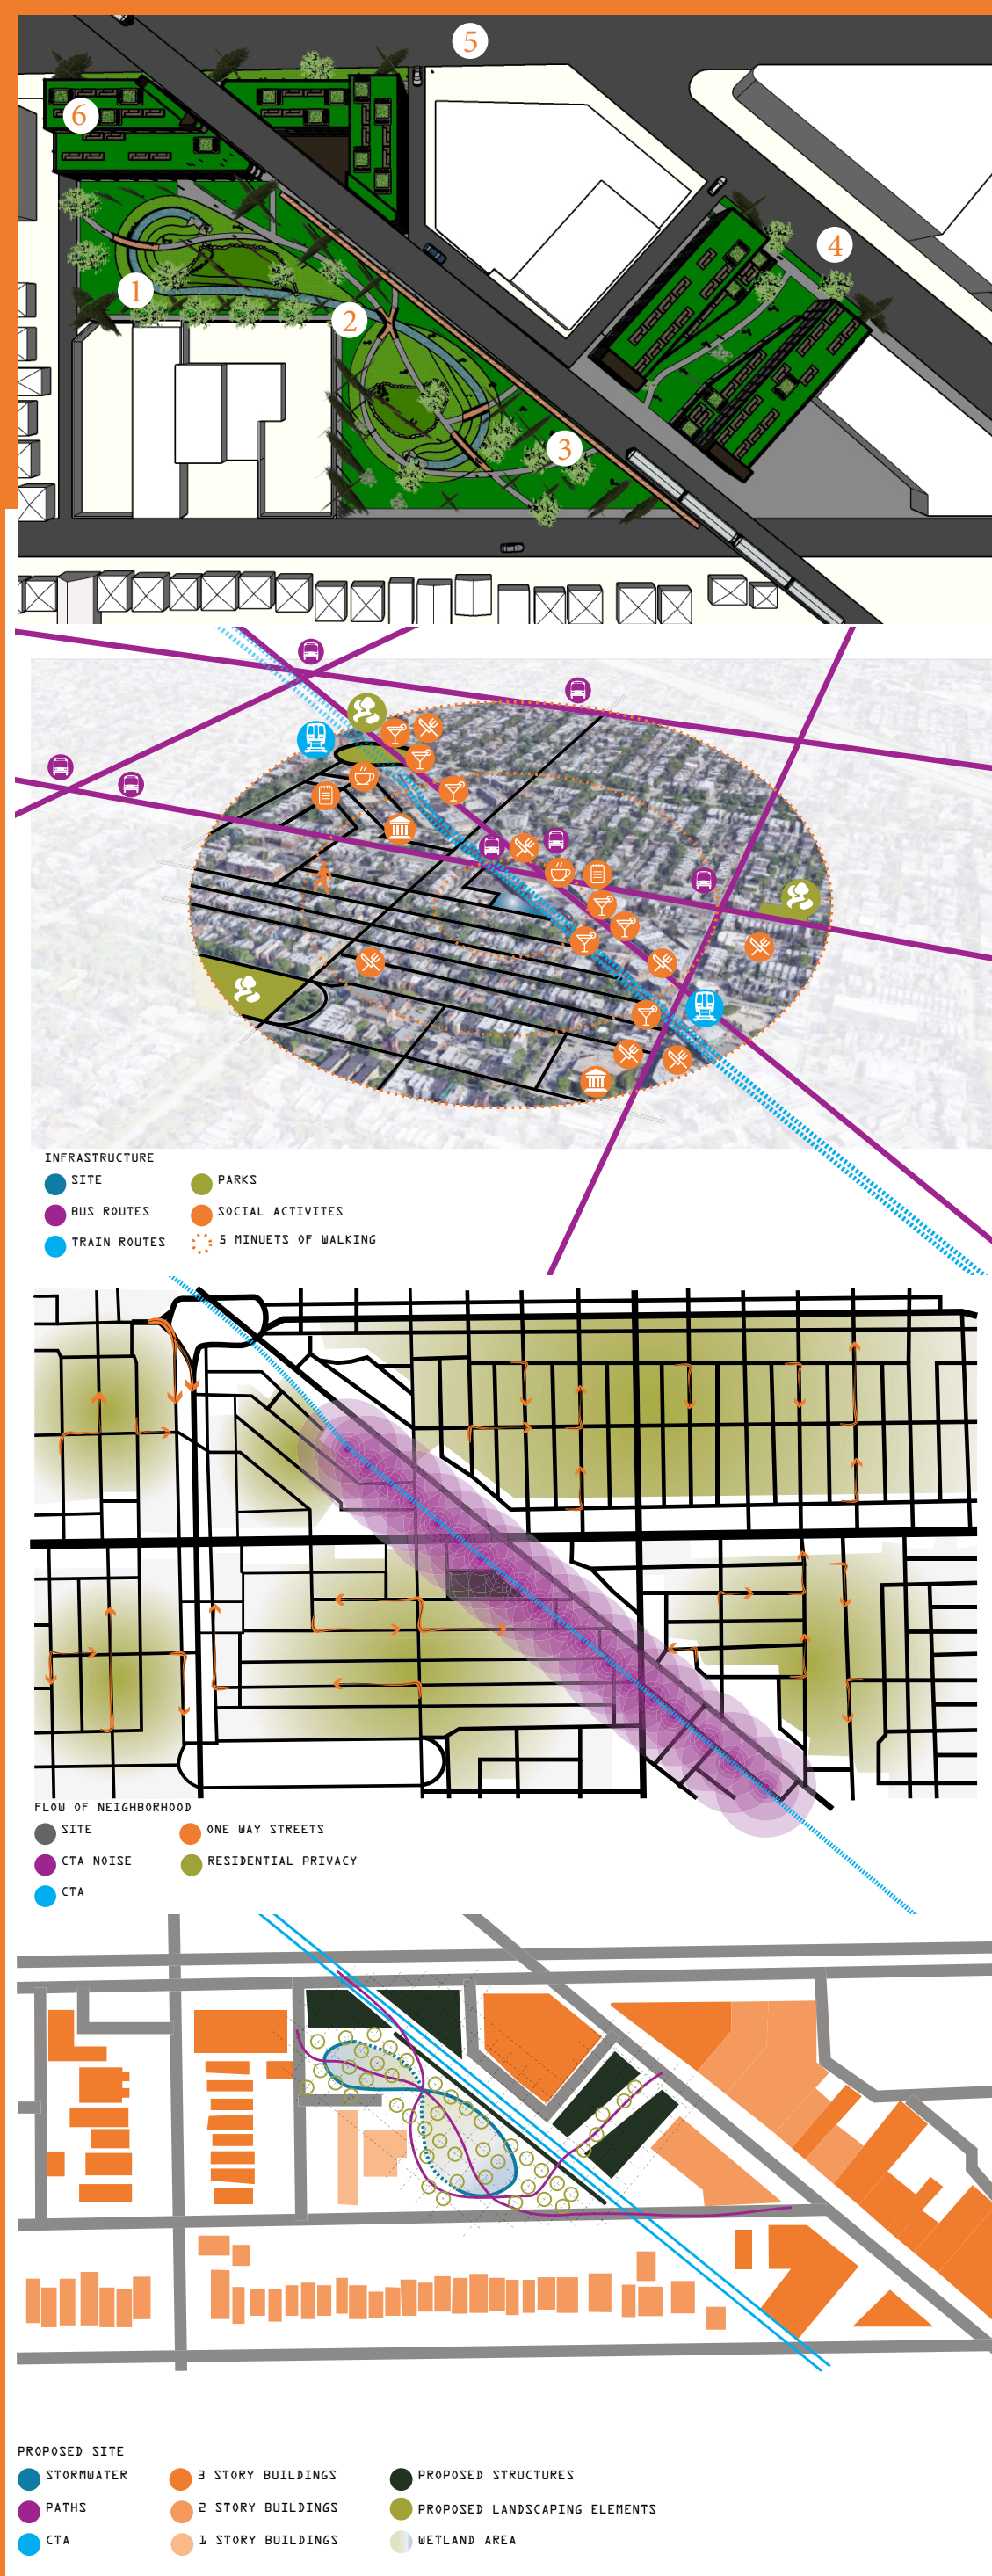 5
6
4
1
2
3
INFRASTRUCTURE
SITE
PARKS
BUS ROUTES
SOCIAL ACTIVITES
TRAIN ROUTES
5 MINUETS OF WALKING
FLOW OF NEIGHBORHOOD
SITE
ONE WAY STREETS
CTA NOISE
RESIDENTIAL PRIVACY
CTA
PROPOSED SITE
STORMWATER
3 STORY BUILDINGS
PROPOSED STRUCTURES
PATHS
2 STORY BUILDINGS
PROPOSED LANDSCAPING ELEMENTS
CTA
1 STORY BUILDINGS
WETLAND AREA